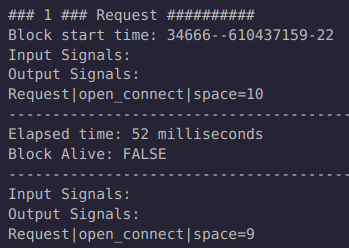 ### 1 ### Request ##########
Block start time: 34666--610437159-22
Input Signals:
Output Signals:
Request|open_connect|space=10
-----------------------------------------
Elapsed time: 52 milliseconds
Block Alive: FALSE
-----------------------------------------
Input Signals:
Output Signals:
Request|open_connect|space=9